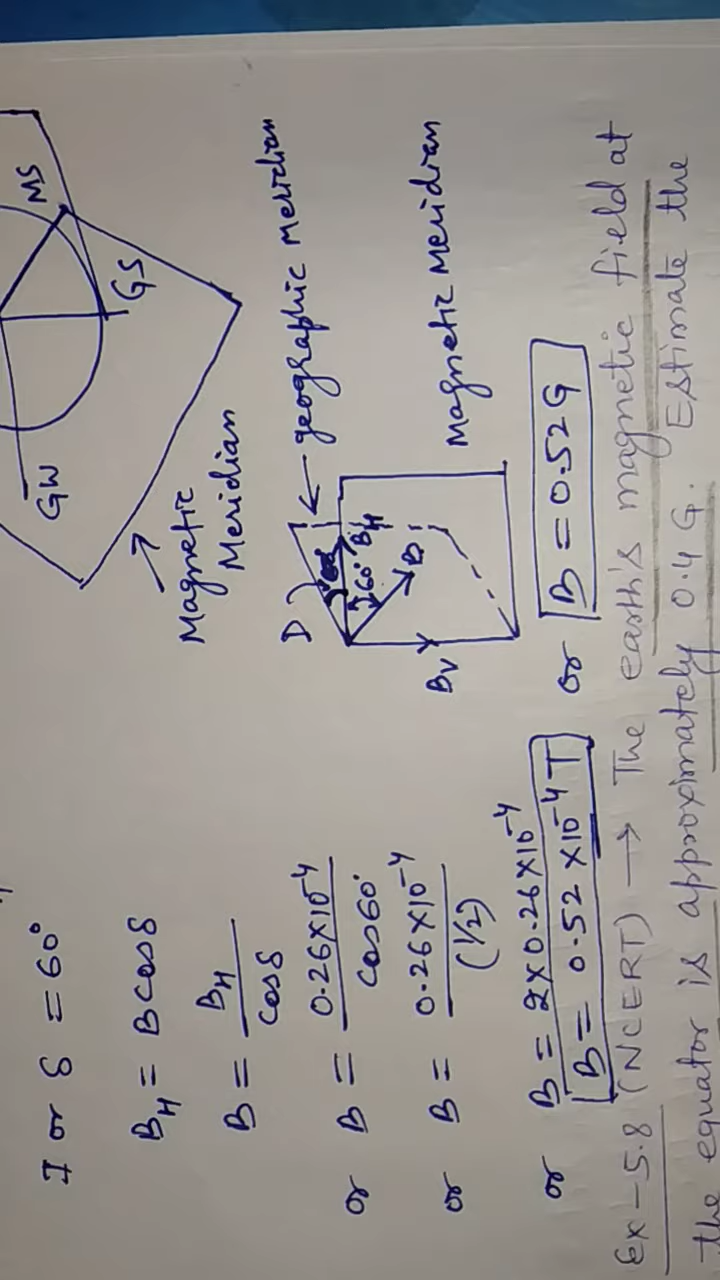 GW
GS
MS
Magnetic
Meridian
I or δ = 60°
B_H = B cosδ
B = B_H / cosδ
or B = 0.26×10⁻⁴ / cos60°
or B = 0.26×10⁻⁴ / (1/2)
or B = 2×0.26×10⁻⁴
B = 0.52×10⁻⁴ T or B = 0.52 G
D
geographic meridian
B_H
60°
B
B_V
Magnetic Meridian
Ex-5.8 (NCERT) → The earth's magnetic field at
the equator is approximately 0.4 G. Estimate the